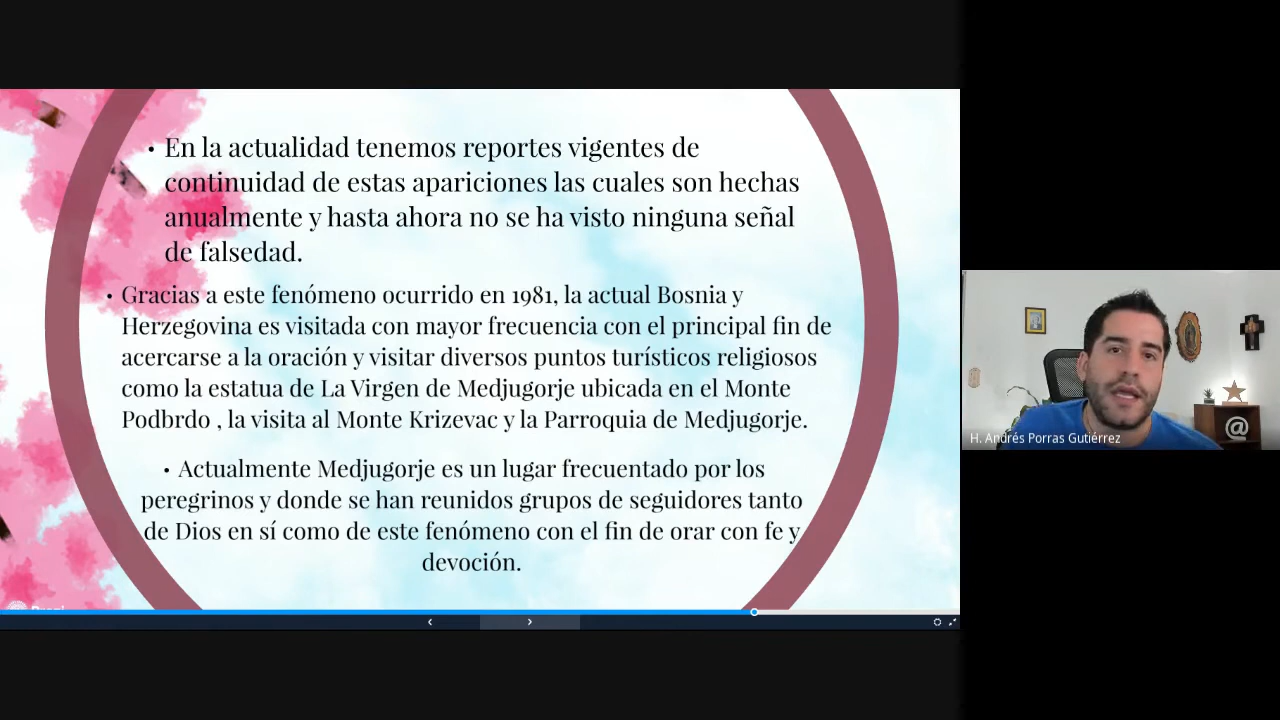 • En la actualidad tenemos reportes vigentes de
continuidad de estas apariciones las cuales son hechas
anualmente y hasta ahora no se ha visto ninguna señal
de falsedad.
• Gracias a este fenómeno ocurrido en 1981, la actual Bosnia y
Herzegovina es visitada con mayor frecuencia con el principal fin de
acercarse a la oración y visitar diversos puntos turísticos religiosos
como la estatua de La Virgen de Medjugorje ubicada en el Monte
Podbrdo , la visita al Monte Krizevac y la Parroquia de Medjugorje.
• Actualmente Medjugorje es un lugar frecuentado por los
peregrinos y donde se han reunidos grupos de seguidores tanto
de Dios en sí como de este fenómeno con el fin de orar con fe y
devoción.
Prezi
@
H. Andrés Porras Gutiérrez